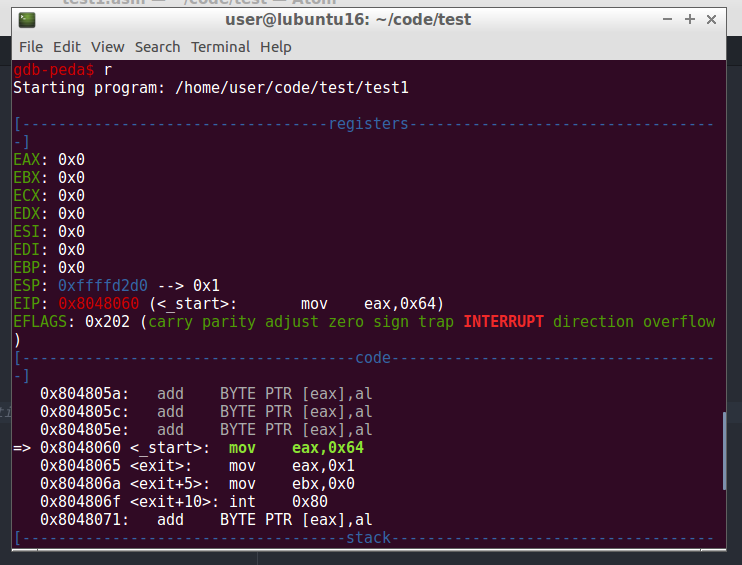 test1.asm — ~/code/test — Atom
user@lubuntu16: ~/code/test
File Edit View Search Terminal Help
gdb-peda$ r
Starting program: /home/user/code/test/test1
[----------------------------------registers----------------------------------
-]
EAX: 0x0
EBX: 0x0
ECX: 0x0
EDX: 0x0
ESI: 0x0
EDI: 0x0
EBP: 0x0
ESP: 0xffffd2d0 --> 0x1
EIP: 0x8048060 (<_start>: mov eax,0x64)
EFLAGS: 0x202 (carry parity adjust zero sign trap INTERRUPT direction overflow
)
[-------------------------------------code------------------------------------
-]
0x804805a: add BYTE PTR [eax],al
0x804805c: add BYTE PTR [eax],al
0x804805e: add BYTE PTR [eax],al
=> 0x8048060 <_start>: mov eax,0x64
0x8048065 <exit>: mov eax,0x1
0x804806a <exit+5>: mov ebx,0x0
0x804806f <exit+10>: int 0x80
0x8048071: add BYTE PTR [eax],al
[------------------------------------stack------------------------------------